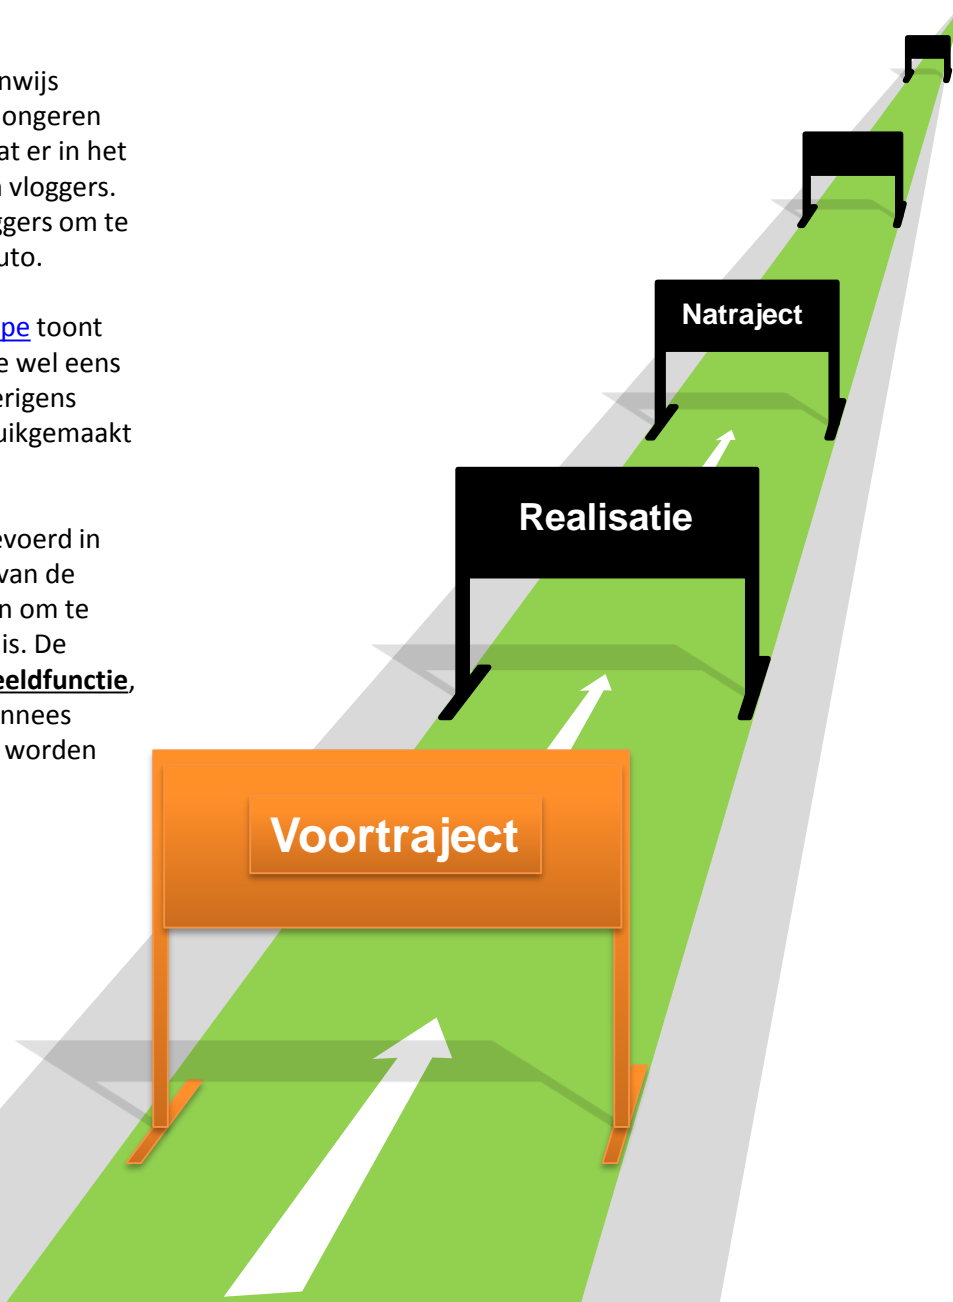 nwijs
ongeren
at er in het
n vloggers.
ggers om te
uto.
pe toont
e wel eens
erigens
uikgemaakt
evoerd in
van de
n om te
is. De
eeldfunctie,
nnees
worden
Natraject
Realisatie
Voortraject